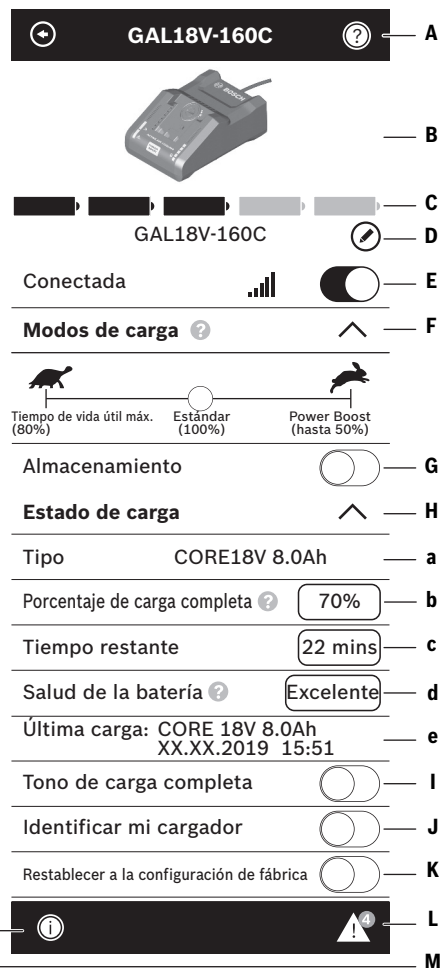 GAL18V-160C ? A
BOSCH
B
C
GAL18V-160C D
Conectada E
Modos de carga ? F
Tiempo de vida útil máx. Estándar Power Boost
(80%) (100%) (hasta 50%)
Almacenamiento G
Estado de carga H
Tipo CORE18V 8.0Ah a
Porcentaje de carga completa ? 70% b
Tiempo restante 22 mins c
Salud de la batería ? Excelente d
Última carga: CORE 18V 8.0Ah
XX.XX.2019 15:51 e
Tono de carga completa I
Identificar mi cargador J
Restablecer a la configuración de fábrica K
i ! 4 L
M